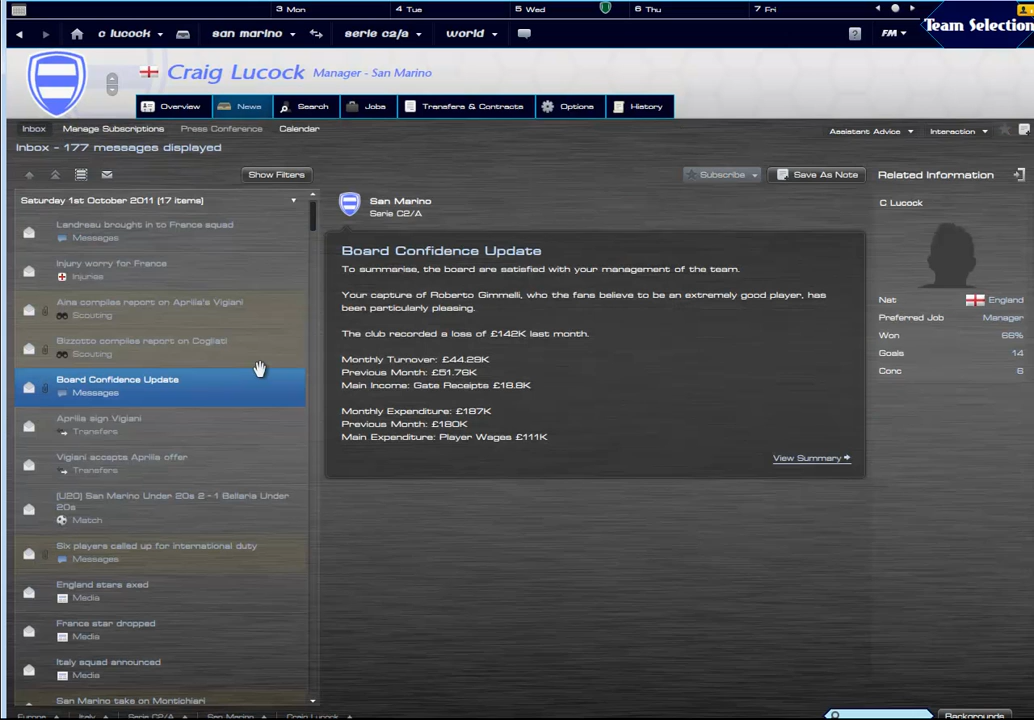 3 Mon 4 Tue 5 Wed 6 Thu 7 Fri
c lucock san marino serie c2/a world ? FM Team Selection
Craig Lucock Manager - San Marino
Overview News Search Jobs Transfers & Contracts Options History
Inbox Manage Subscriptions Press Conference Calendar Assistant Advice Interaction
Inbox - 177 messages displayed
Show Filters Subscribe Save As Note Related Information
Saturday 1st October 2011 (17 items)
Landreau brought in to France squad
Messages
Injury worry for France
Injuries
Aina compiles report on Aprilia's Vigiani
Scouting
Bizzotto compiles report on Cogliati
Scouting
Board Confidence Update
Messages
Aprilia sign Vigiani
Transfers
Vigiani accepts Aprilia offer
Transfers
(U20) San Marino Under 20s 2 - 1 Bellaria Under
20s
Match
Six players called up for international duty
Messages
England stars axed
Media
France star dropped
Media
Italy squad announced
Media
San Marino take on Montichiari
San Marino
Serie C2/A
Board Confidence Update
To summarise, the board are satisfied with your management of the team.
Your capture of Roberto Gimmelli, who the fans believe to be an extremely good player, has
been particularly pleasing.
The club recorded a loss of £142K last month.
Monthly Turnover: £44.29K
Previous Month: £51.76K
Main Income: Gate Receipts £18.8K
Monthly Expenditure: £187K
Previous Month: £180K
Main Expenditure: Player Wages £111K
View Summary
C Lucock
Nat England
Preferred Job Manager
Won 66%
Goals 14
Conc 6
Europe Italy Serie C2/A San Marino Craig Lucock Backgrounds